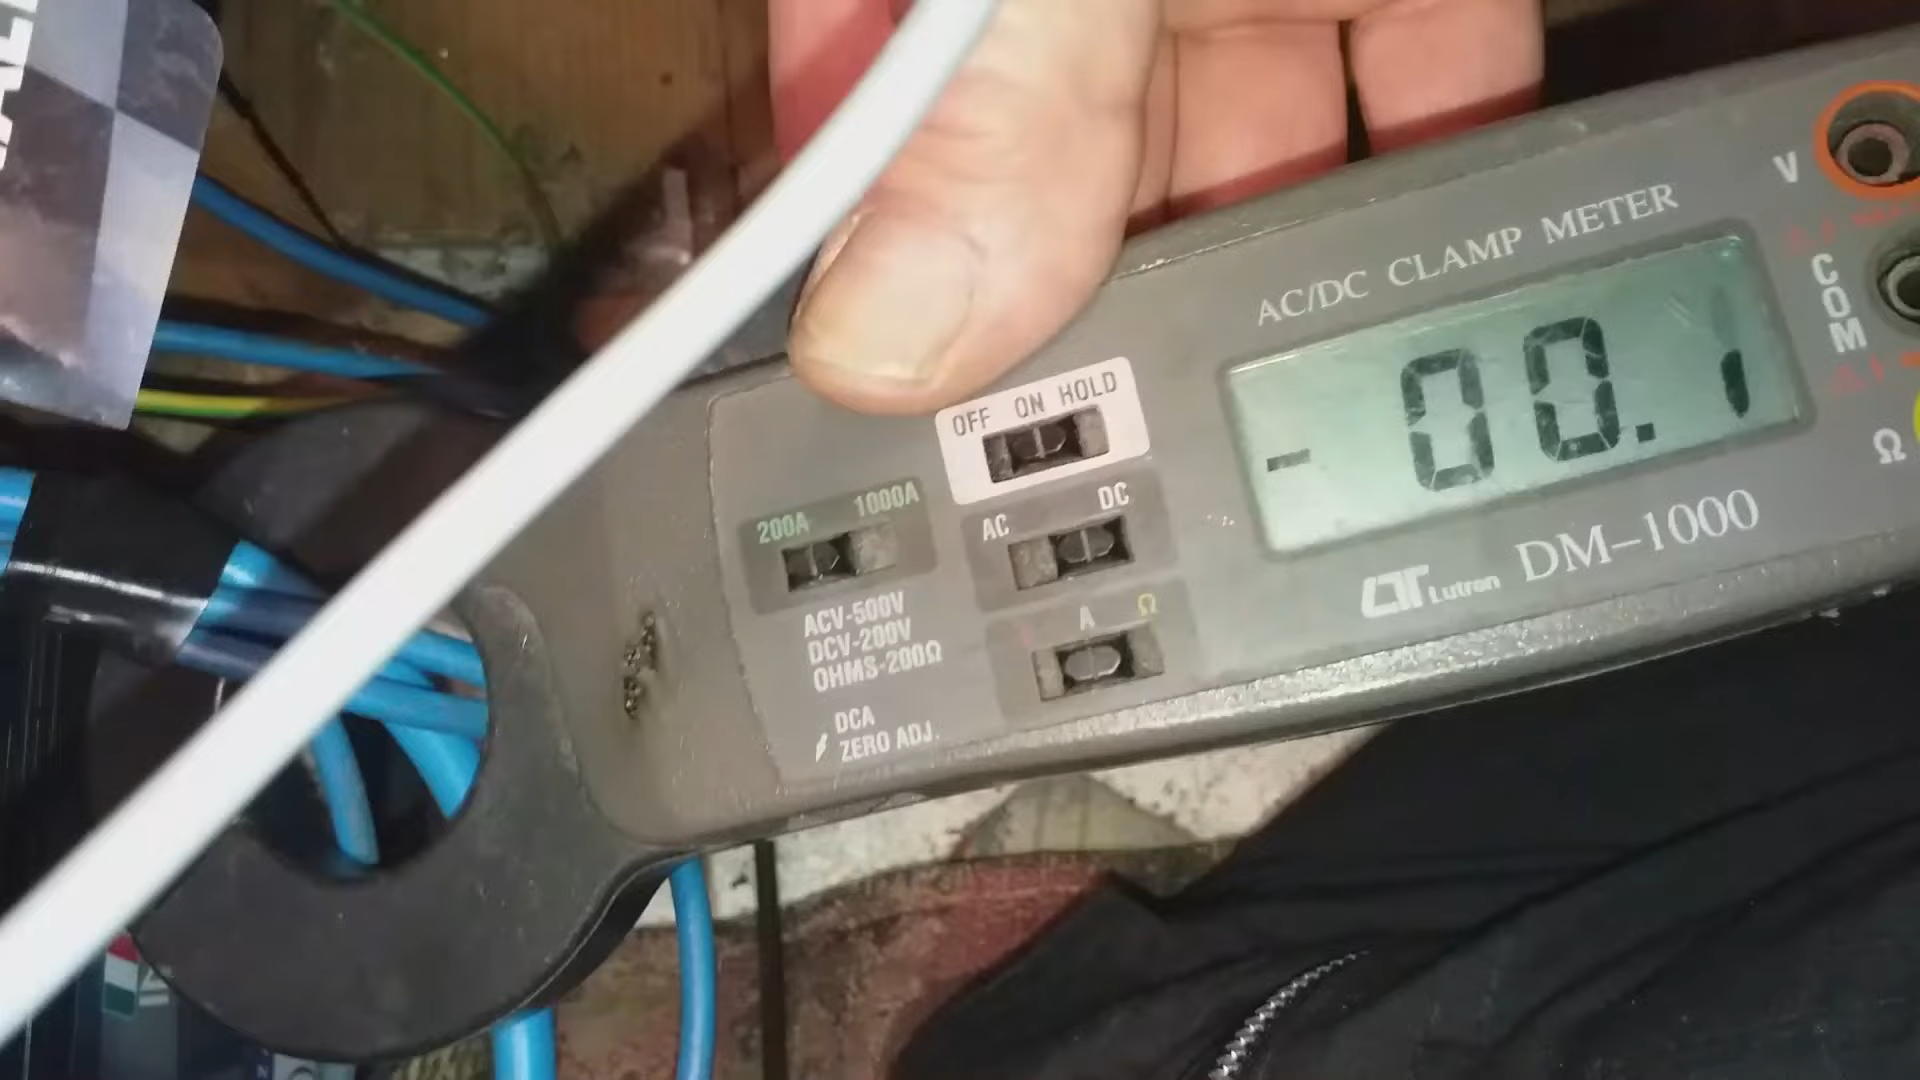 AC/DC CLAMP METER
V
COM
Ω
OFF ON HOLD
-00.1
200A 1000A
AC DC
LT Lutron DM-1000
A Ω
ACV-500V
DCV-200V
OHMS-200Ω
DCA
ZERO ADJ.